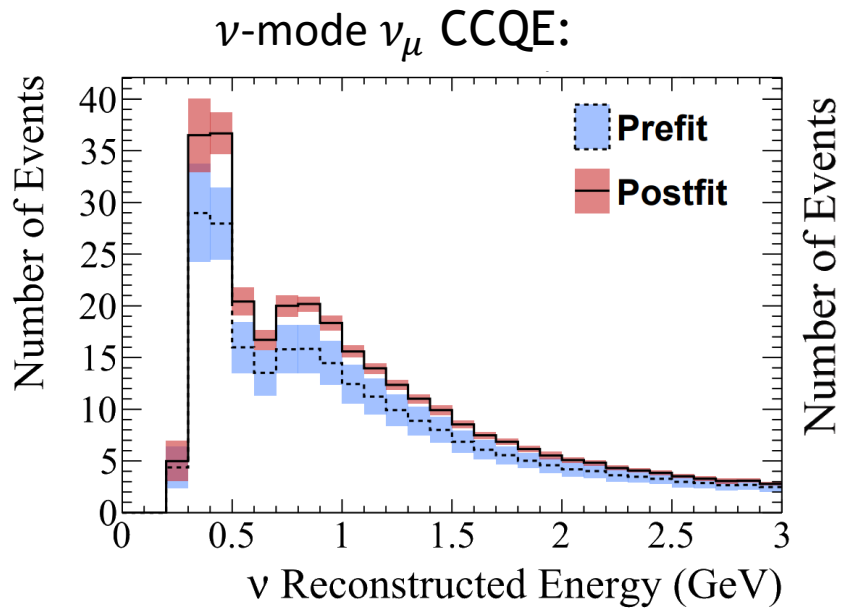 ν-mode ν_μ CCQE:
Number of Events
40
35
30
25
20
15
10
5
0
Prefit
Postfit
0 0.5 1 1.5 2 2.5 3
ν Reconstructed Energy (GeV)
Number of Events